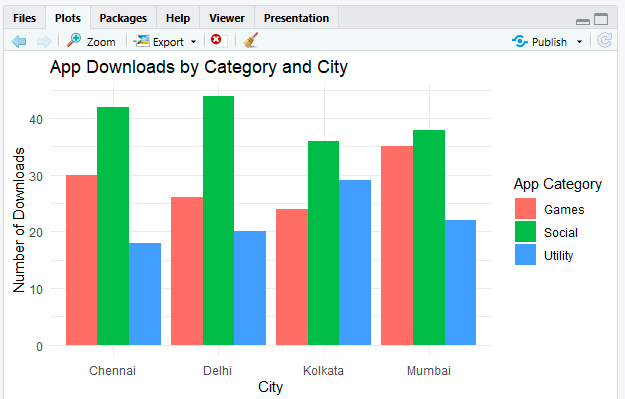 Files Plots Packages Help Viewer Presentation
Zoom Export Publish
App Downloads by Category and City
Number of Downloads
40
30
20
10
0
Chennai Delhi Kolkata Mumbai
City
App Category
Games
Social
Utility